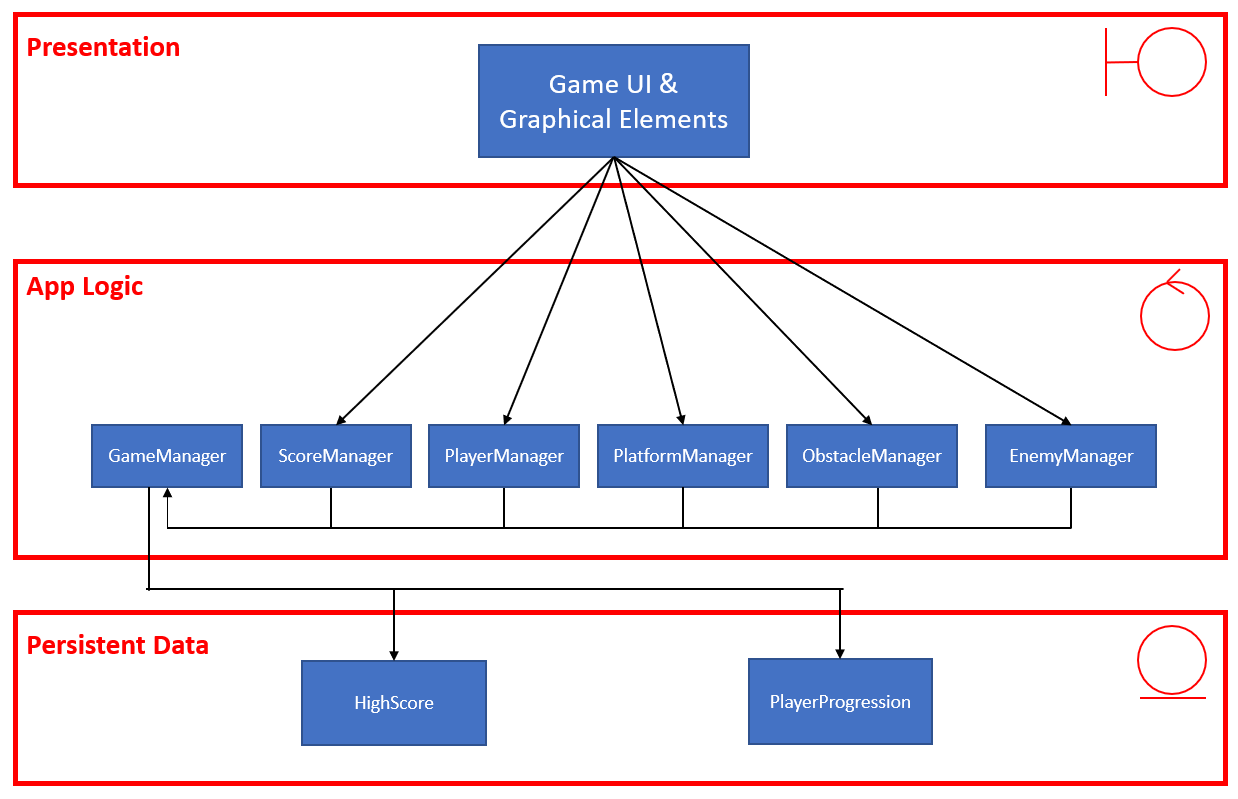 Presentation
Game UI &
Graphical Elements
App Logic
GameManager
ScoreManager
PlayerManager
PlatformManager
ObstacleManager
EnemyManager
Persistent Data
HighScore
PlayerProgression